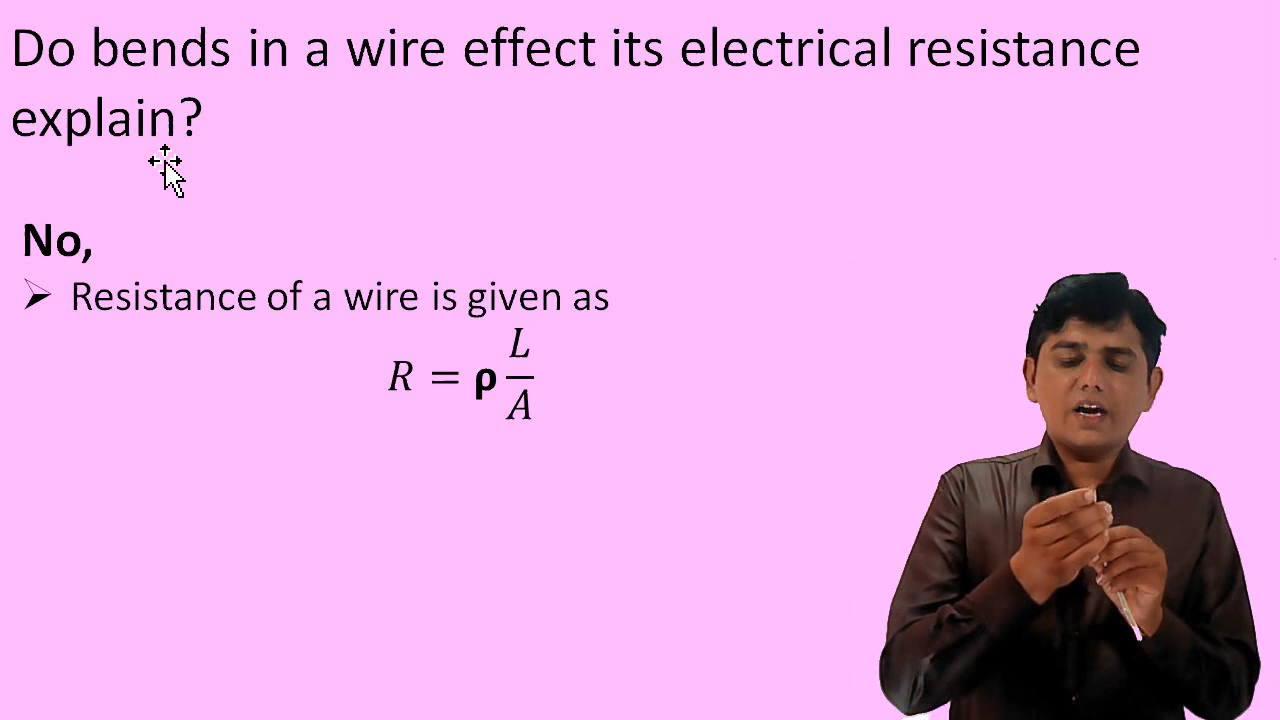 Do bends in a wire effect its electrical resistance
explain?
No,
➢ Resistance of a wire is given as
R = ρ L/A